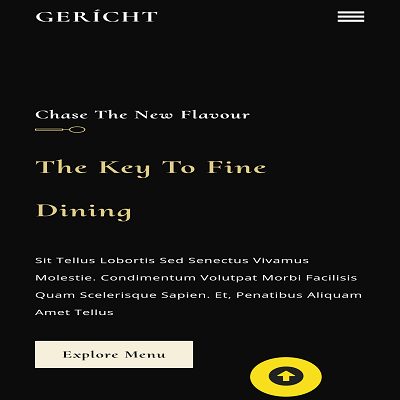 GERÍCHT
Chase The New Flavour
The Key To Fine
Dining
Sit Tellus Lobortis Sed Senectus Vivamus
Molestie. Condimentum Volutpat Morbi Facilisis
Quam Scelerisque Sapien. Et, Penatibus Aliquam
Amet Tellus
Explore Menu